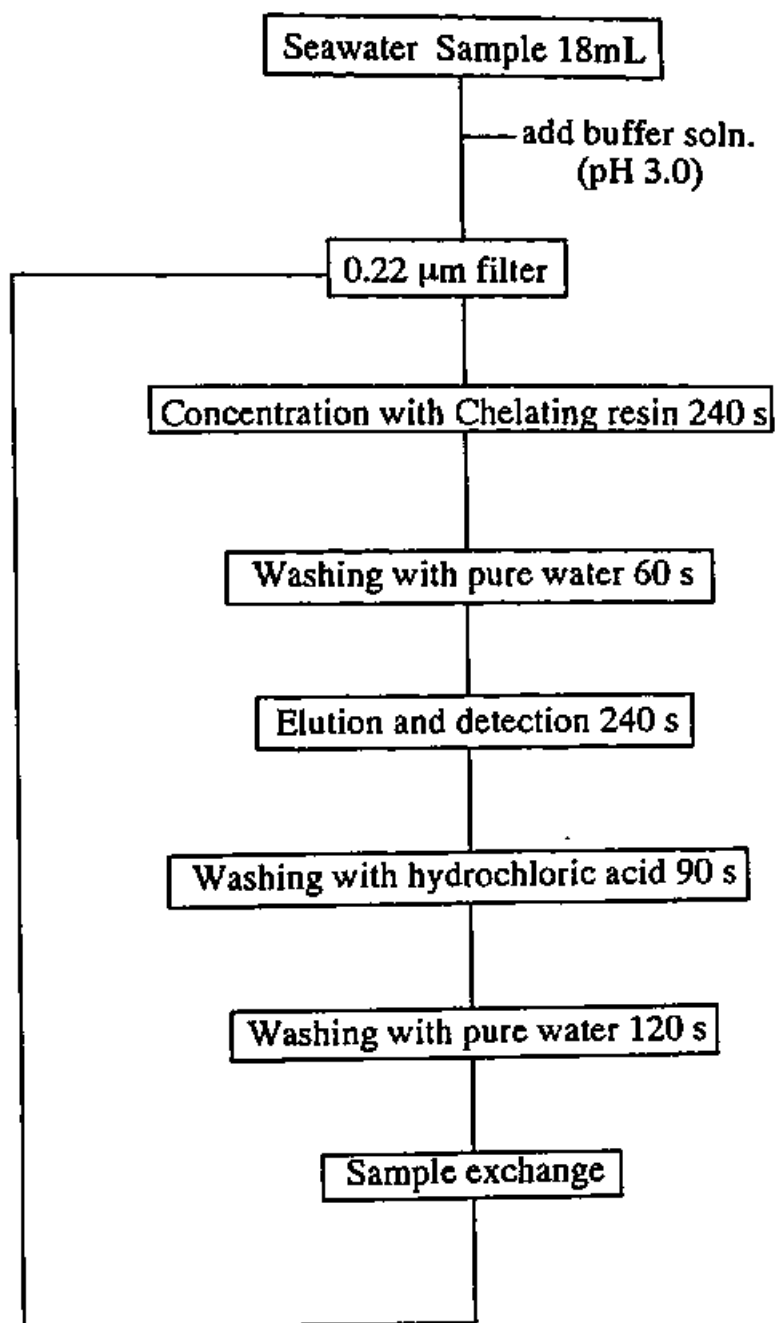 Seawater Sample 18mL
add buffer soln.
(pH 3.0)
0.22 µm filter
Concentration with Chelating resin 240 s
Washing with pure water 60 s
Elution and detection 240 s
Washing with hydrochloric acid 90 s
Washing with pure water 120 s
Sample exchange